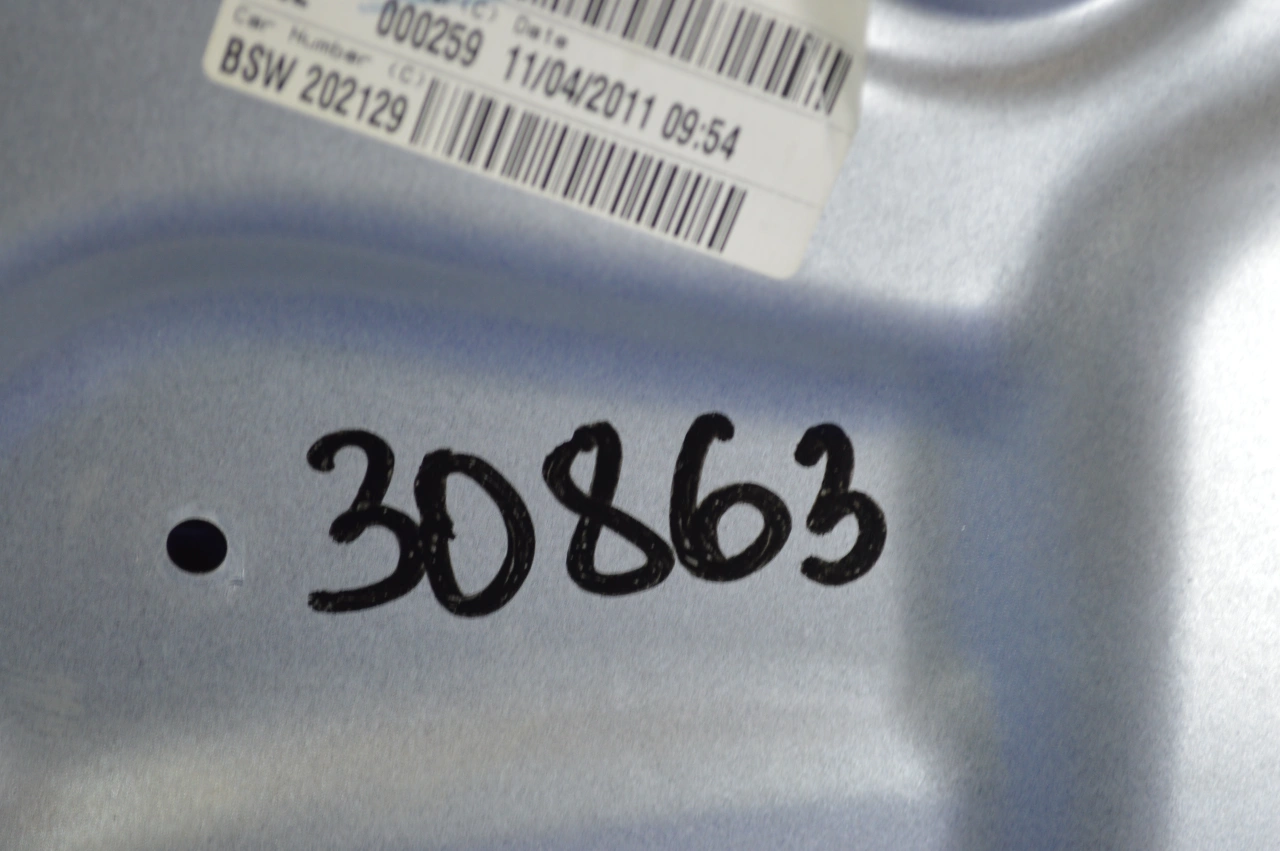 (C) Date
000259 11/04/2011 09:54
Car Number (C)
BSW 202129
30863